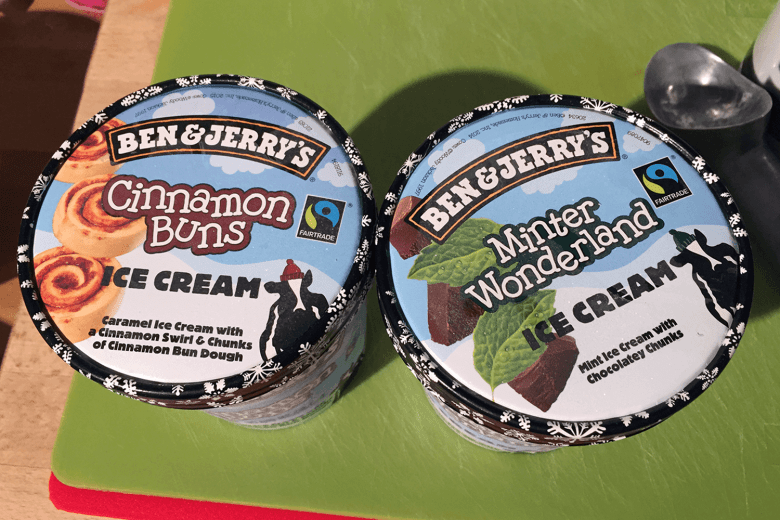 BEN & JERRY'S
Cinnamon
Buns
FAIRTRADE
ICE CREAM
Caramel Ice Cream with
a Cinnamon Swirl & Chunks
of Cinnamon Bun Dough
BEN & JERRY'S
Minter
Wonderland
FAIRTRADE
ICE CREAM
Mint Ice Cream with
Chocolatey Chunks